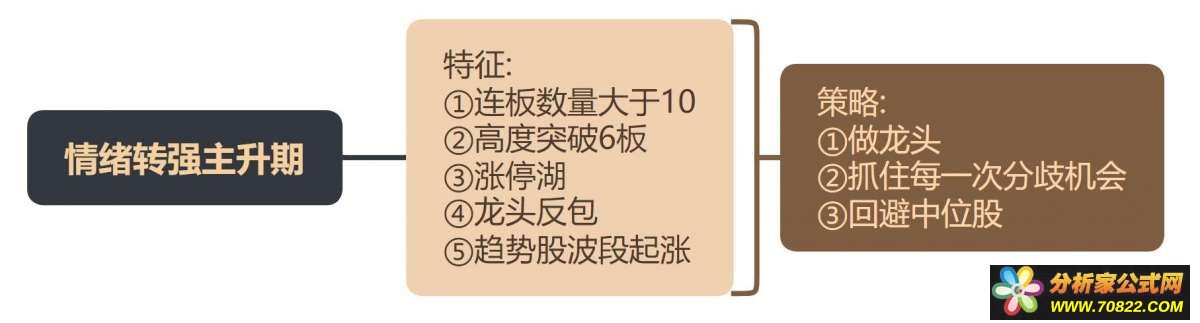 情绪转强主升期
特征:
①连板数量大于10
②高度突破6板
③涨停湖
④龙头反包
⑤趋势股波段起涨
策略:
①做龙头
②抓住每一次分歧机会
③回避中位股
分析家公式网
WWW.70822.COM